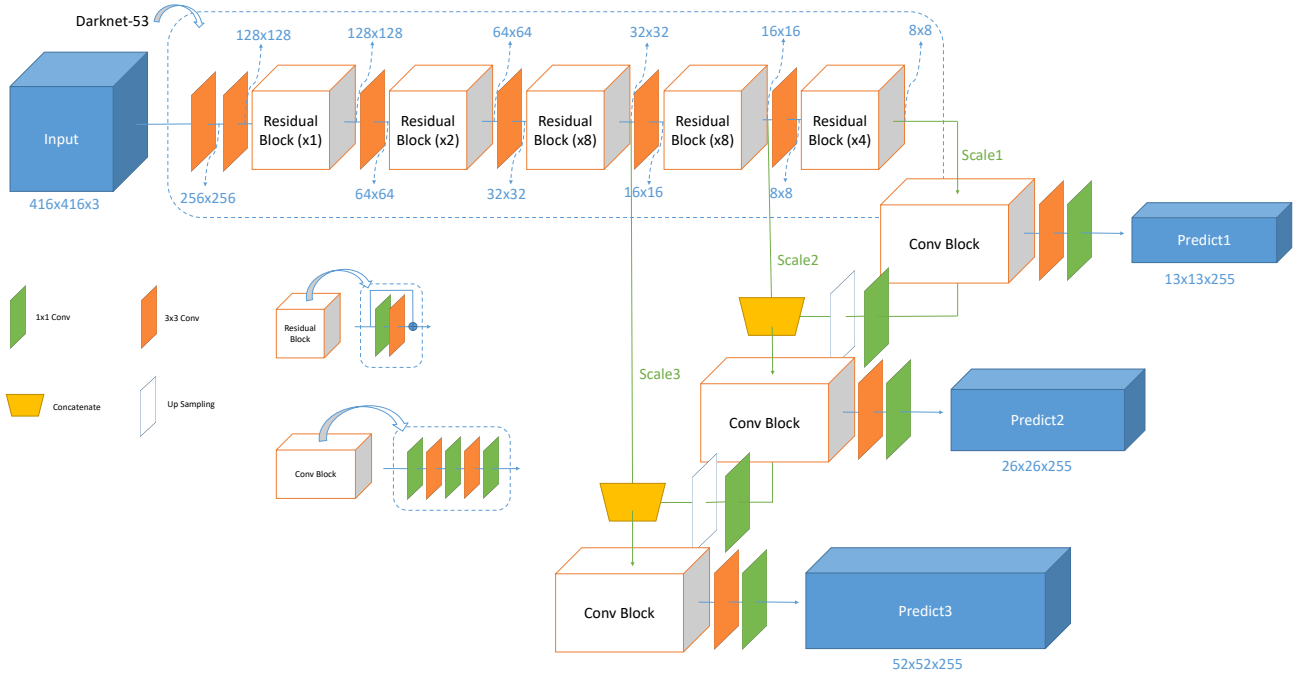 Darknet-53
128x128
128x128
64x64
32x32
16x16
8x8
Input
Residual
Block (x1)
Residual
Block (x2)
Residual
Block (x8)
Residual
Block (x8)
Residual
Block (x4)
416x416x3
256x256
64x64
32x32
16x16
8x8
Scale1
Conv Block
Predict1
13x13x255
Scale2
1x1 Conv
3x3 Conv
Residual
Block
Scale3
Concatenate
Up Sampling
Conv Block
Predict2
26x26x255
Conv Block
Conv Block
Predict3
52x52x255